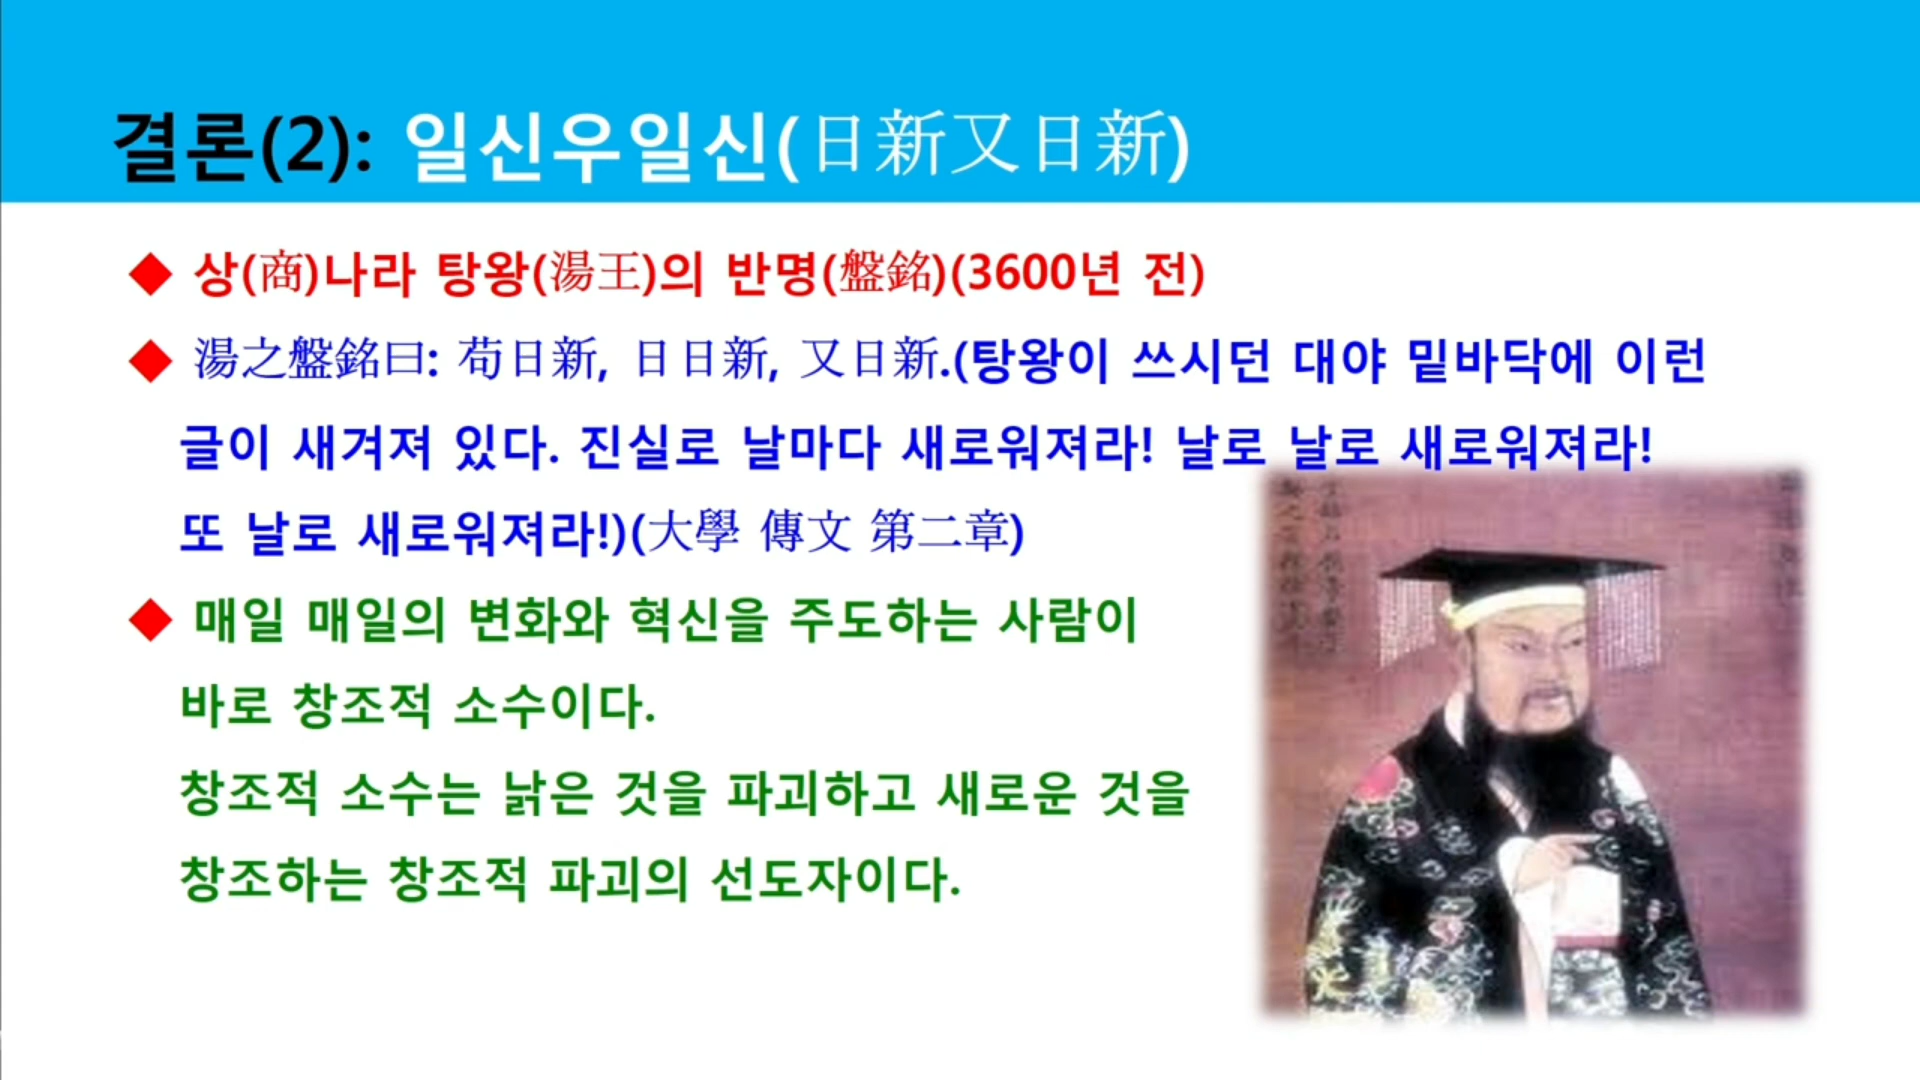 결론(2): 일신우일신(日新又日新)
◆ 상(商)나라 탕왕(湯王)의 반명(盤銘)(3600년 전)
◆ 湯之盤銘曰: 苟日新, 日日新, 又日新.(탕왕이 쓰시던 대야 밑바닥에 이런
글이 새겨져 있다. 진실로 날마다 새로워져라! 날로 날로 새로워져라!
또 날로 새로워져라!)(大學 傳文 第二章)
◆ 매일 매일의 변화와 혁신을 주도하는 사람이
바로 창조적 소수이다.
창조적 소수는 낡은 것을 파괴하고 새로운 것을
창조하는 창조적 파괴의 선도자이다.